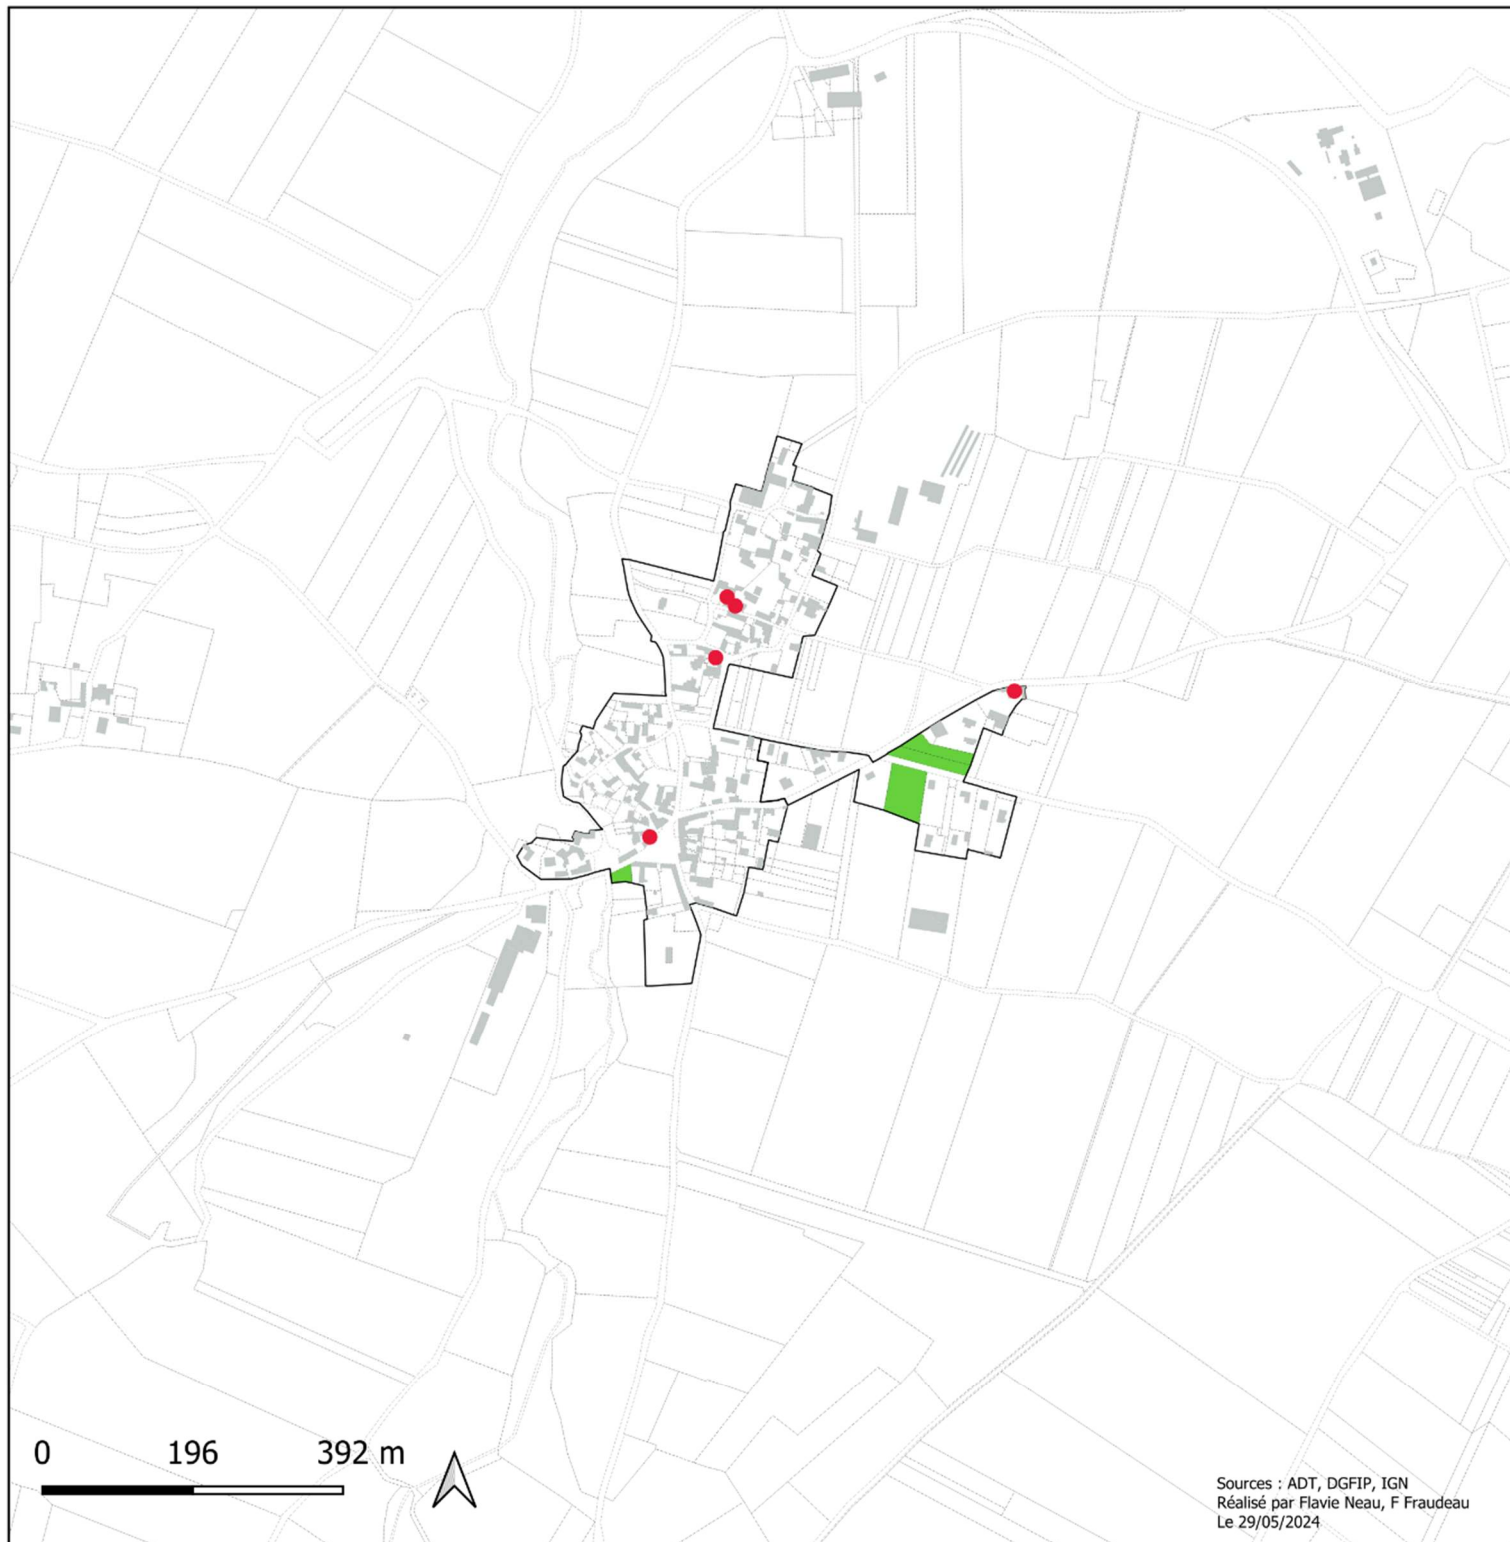 0 196 392 m
Sources : ADT, DGFIP, IGN
Réalisé par Flavie Neau, F Fraudeau
Le 29/05/2024